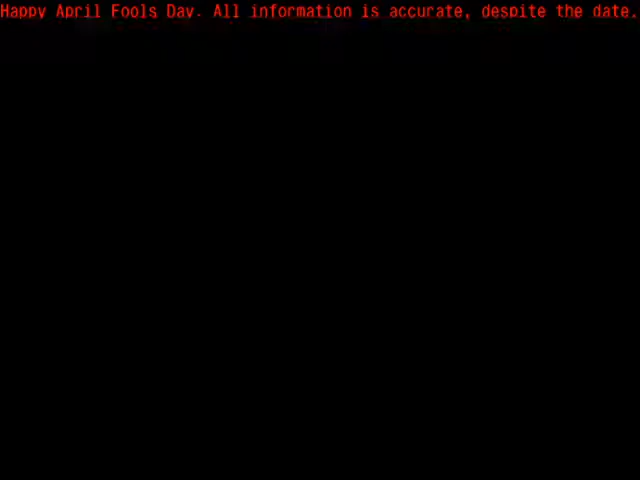 Happy April Fools Day. All information is accurate, despite the date.